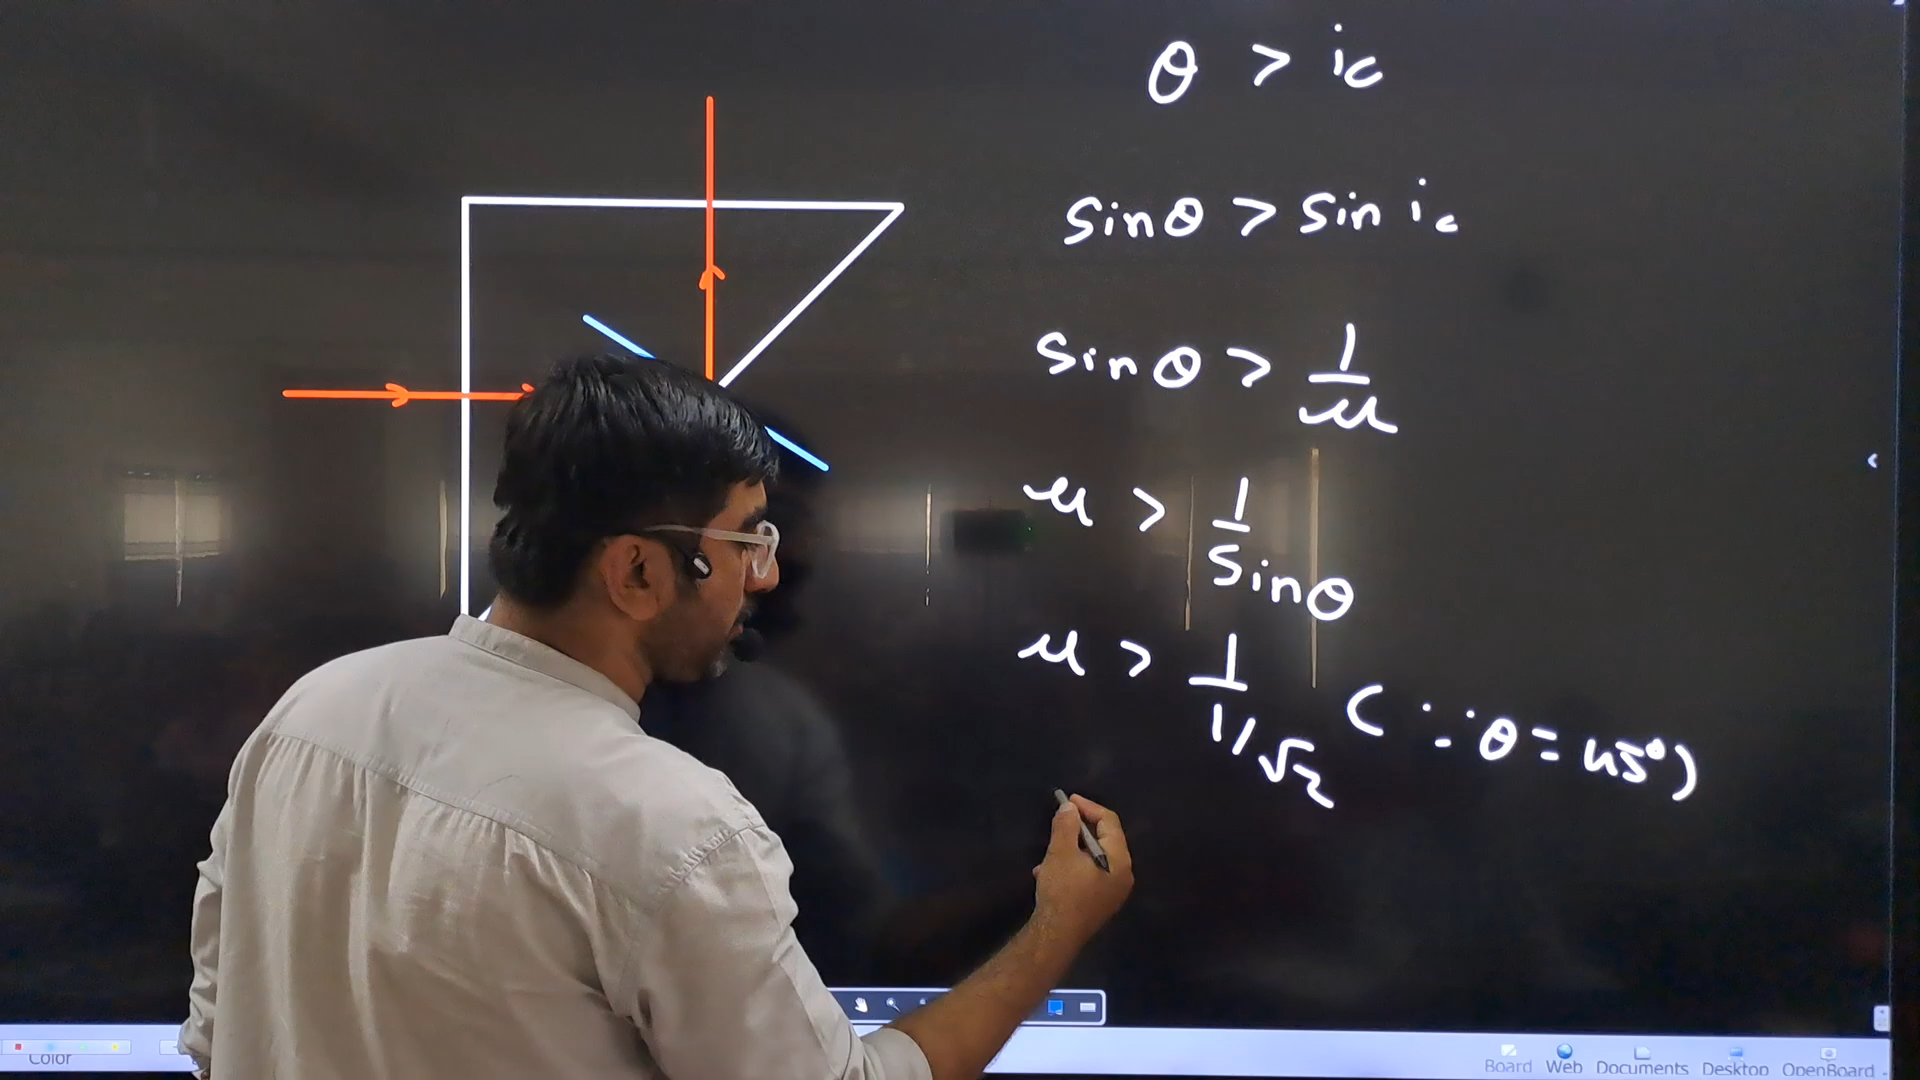 θ > ic
sinθ > sin ic
sinθ > 1/μ
μ > 1/sinθ
μ > 1/1/√2 (∵ θ = 45°)
Color
Board Web Documents Desktop OpenBoard